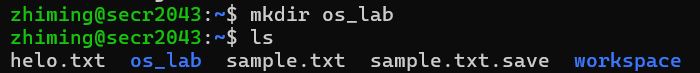 zhiming@secr2043:~$ mkdir os_lab
zhiming@secr2043:~$ ls
helo.txt  os_lab  sample.txt  sample.txt.save  workspace